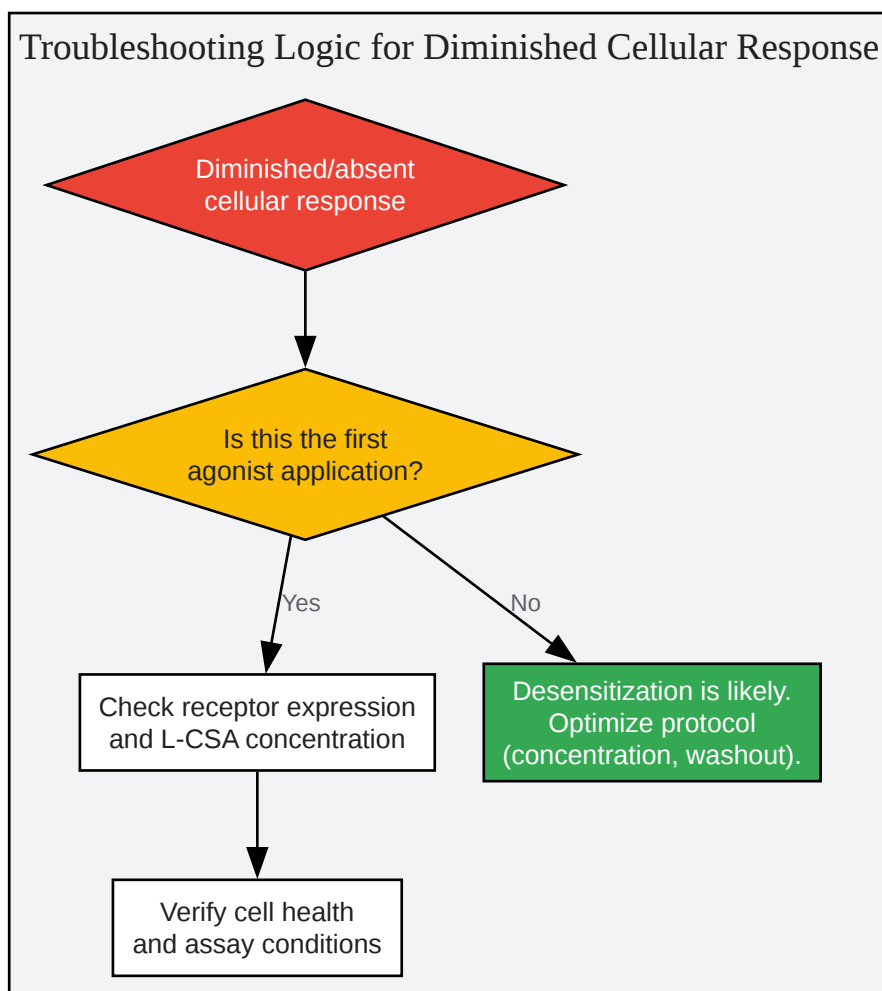 Troubleshooting Logic for Diminished Cellular Response
Diminished/absent
cellular response
Is this the first
agonist application?
Yes
No
Check receptor expression
and L-CSA concentration
Desensitization is likely.
Optimize protocol
(concentration, washout).
Verify cell health
and assay conditions